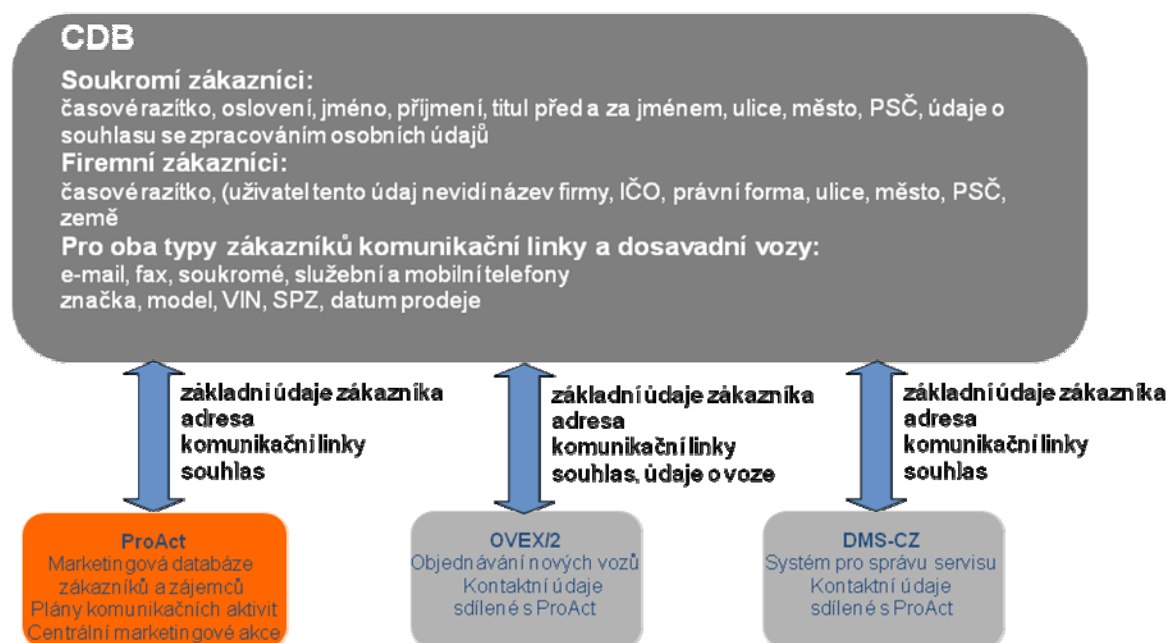 CDB
Soukromí zákazníci:
časové razítko, oslovení, jméno, příjmení, titul před a za jménem, ulice, město, PSČ, údaje o
souhlasu se zpracováním osobních údajů
Firemní zákazníci:
časové razítko, (uživatel tento údaj nevidí název firmy, IČO, právní forma, ulice, město, PSČ,
země
Pro oba typy zákazníků komunikační linky a dosavadní vozy:
e-mail, fax, soukromé, služební a mobilní telefony
značka, model, VIN, SPZ, datum prodeje
základní údaje zákazníka
adresa
komunikační linky
souhlas
základní údaje zákazníka
adresa
komunikační linky
souhlas, údaje o voze
základní údaje zákazníka
adresa
komunikační linky
souhlas
ProAct
Marketingová databáze
zákazníků a zájemců
Plány komunikačních aktivit
Centrální marketingové akce
OVEX/2
Objednávání nových vozů
Kontaktní údaje
sdílené s ProAct
DMS-CZ
Systém pro správu servisu
Kontaktní údaje
sdílené s ProAct